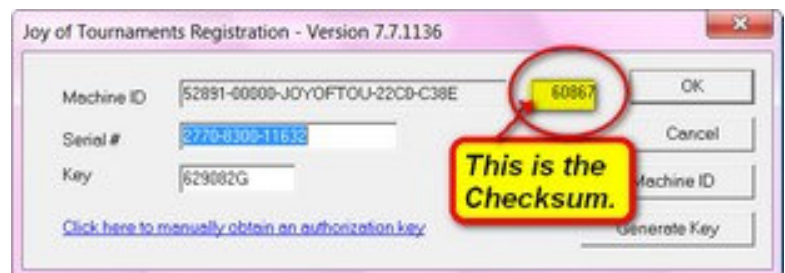 Joy of Tournaments Registration - Version 7.7.1136
Machine ID 52891-00000-JOYOFTOU-22C0-C38E 60867 OK
Serial # 2770-8300-11632 Cancel
Key 629082G Machine ID
This is the
Checksum.
Click here to manually obtain an authorization key Generate Key